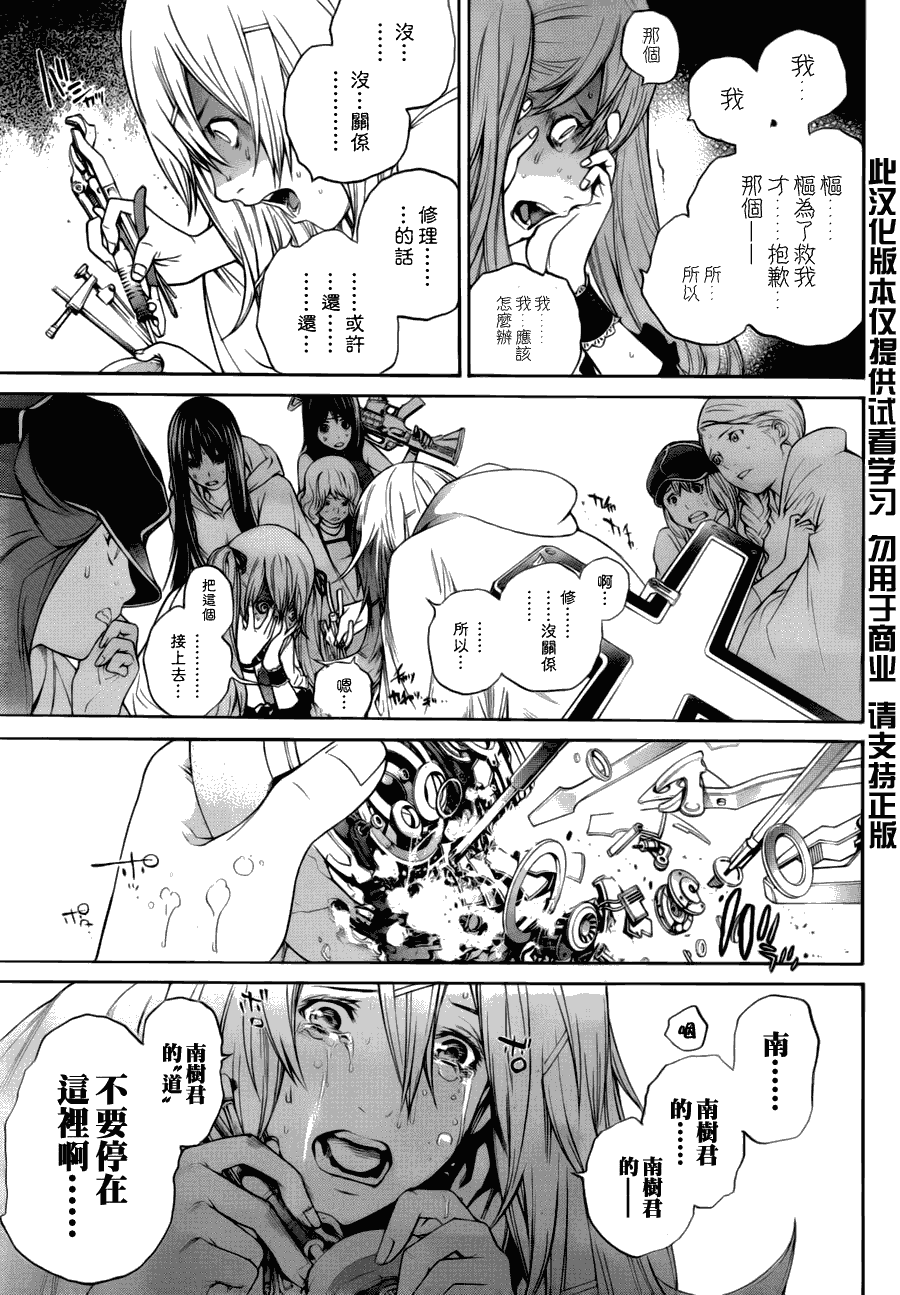 我……
我
樞……
樞為了救我
才……抱歉…
那個——
所…
所以
那個
我……
…我…應該
怎麼辦
沒…
沒…關係
……
修理……
…的話
…或許
…還…
…還…
啊…
修…
……沒關係
……
所以…
嗯…
把這個
………
接上去…
南……
南樹君
的……
南樹君
的——
咽
南樹君
的〝道〞
不要停在
這裡啊……
此汉化版本仅提供试看学习 勿用于商业 请支持正版